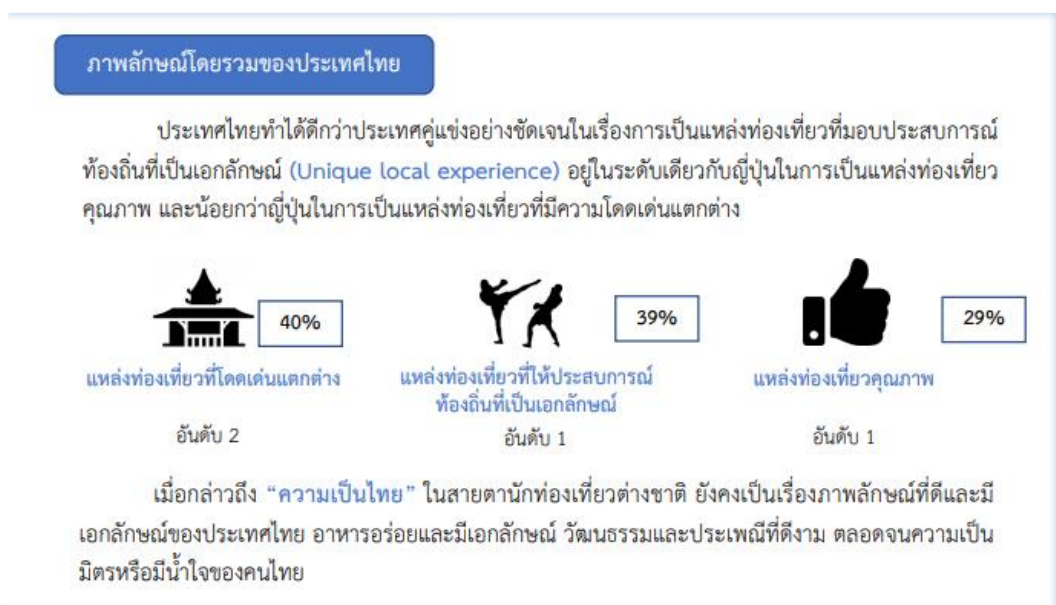 ภาพลักษณ์โดยรวมของประเทศไทย
ประเทศไทยทำได้ดีกว่าประเทศคู่แข่งอย่างชัดเจนในเรื่องการเป็นแหล่งท่องเที่ยวที่มอบประสบการณ์
ท้องถิ่นที่เป็นเอกลักษณ์ (Unique local experience) อยู่ในระดับเดียวกับญี่ปุ่นในการเป็นแหล่งท่องเที่ยว
คุณภาพ และน้อยกว่าญี่ปุ่นในการเป็นแหล่งท่องเที่ยวที่มีความโดดเด่นแตกต่าง
40%
39%
29%
แหล่งท่องเที่ยวที่โดดเด่นแตกต่าง
แหล่งท่องเที่ยวที่ให้ประสบการณ์
ท้องถิ่นที่เป็นเอกลักษณ์
แหล่งท่องเที่ยวคุณภาพ
อันดับ 2
อันดับ 1
อันดับ 1
เมื่อกล่าวถึง "ความเป็นไทย" ในสายตานักท่องเที่ยวต่างชาติ ยังคงเป็นเรื่องภาพลักษณ์ที่ดีและมี
เอกลักษณ์ของประเทศไทย อาหารอร่อยและมีเอกลักษณ์ วัฒนธรรมและประเพณีที่ดีงาม ตลอดจนความเป็น
มิตรหรือมีน้ำใจของคนไทย